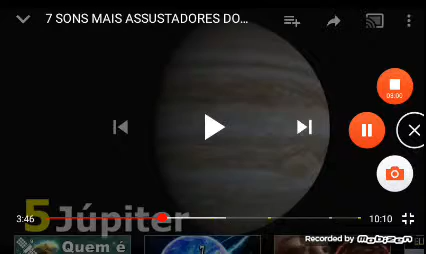 7 SONS MAIS ASSUSTADORES DO...
03:00
5 Júpiter
3:46
10:10
Recorded by MOBIZEN
Quem é